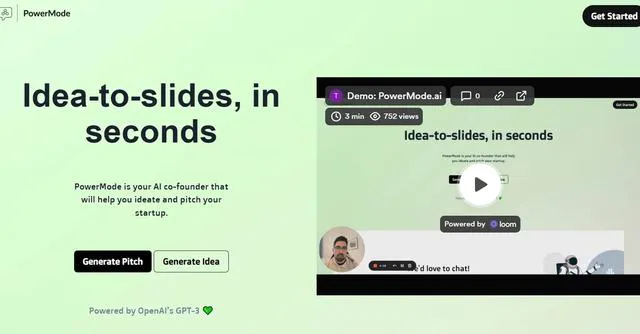 PowerMode
Get Started
Idea-to-slides, in
seconds
PowerMode is your AI co-founder that
will help you ideate and pitch your
startup.
Generate Pitch
Generate Idea
Powered by OpenAI's GPT-3
T
Demo: PowerMode.ai
0
3 min
752 views
Get Started
Idea-to-slides, in seconds
PowerMode is your AI co-founder that will help
you ideate and pitch your startup.
Powered by loom
e'd love to chat!